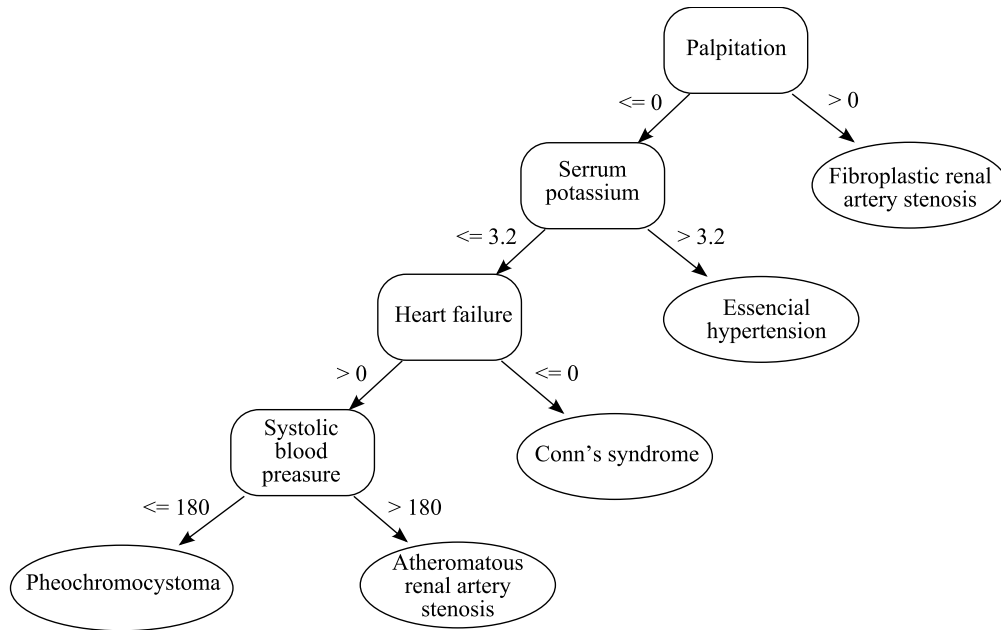 Palpitation
<= 0
> 0
Serrum
potassium
Fibroplastic renal
artery stenosis
<= 3.2
> 3.2
Heart failure
Essencial
hypertension
> 0
<= 0
Systolic
blood
preasure
Conn's syndrome
<= 180
> 180
Pheochromocystoma
Atheromatous
renal artery
stenosis